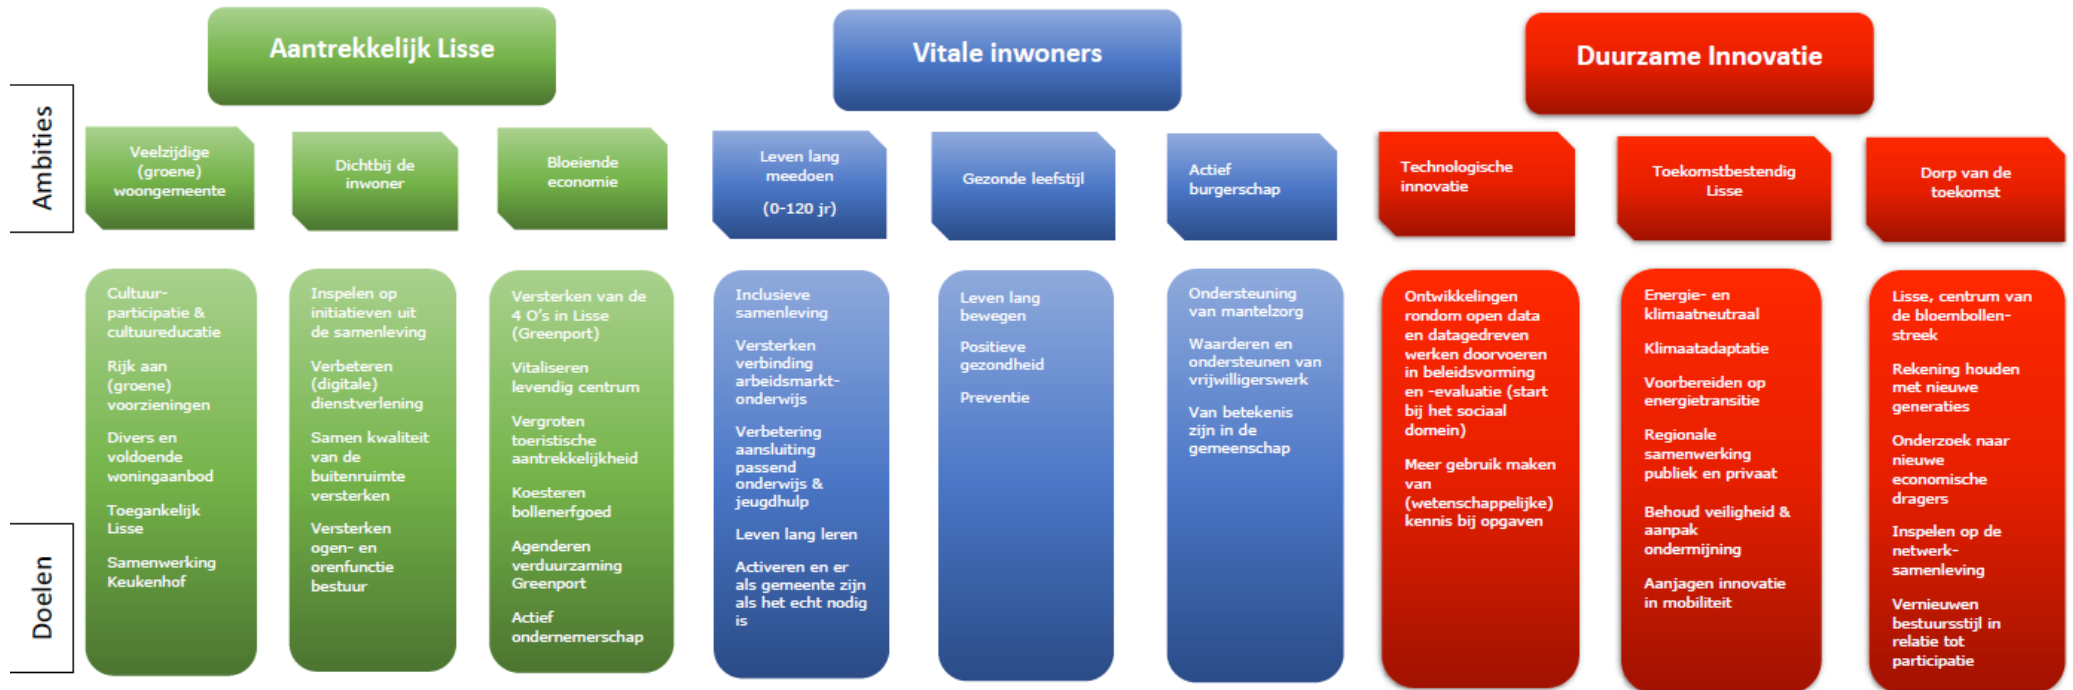 Aantrekkelijk Lisse
Vitale inwoners
Duurzame Innovatie
Ambities
Veelzijdige
(groene)
woongemeente
Dichtbij de
inwoner
Bloeiende
economie
Leven lang
meedoen
(0-120 jr)
Gezonde leefstijl
Actief
burgerschap
Technologische
innovatie
Toekomstbestendig
Lisse
Dorp van de
toekomst
Doelen
Cultuur-
participatie &
cultuureducatie
Rijk aan
(groene)
voorzieningen
Divers en
voldoende
woningaanbod
Toegankelijk
Lisse
Samenwerking
Keukenhof
Inspelen op
initiatieven uit
de samenleving
Verbeteren
(digitale)
dienstverlening
Samen kwaliteit
van de
buitenruimte
versterken
Versterken
ogen- en
orenfunctie
bestuur
Versterken van de
4 O's in Lisse
(Greenport)
Vitaliseren
levendig centrum
Vergroten
toeristische
aantrekkelijkheid
Koesteren
bollenerfgoed
Agenderen
verduurzaming
Greenport
Actief
ondernemerschap
Inclusieve
samenleving
Versterken
verbinding
arbeidsmarkt-
onderwijs
Verbetering
aansluiting
passend
onderwijs &
jeugdhulp
Leven lang leren
Activeren en er
als gemeente zijn
als het echt nodig
is
Leven lang
bewegen
Positieve
gezondheid
Preventie
Ondersteuning
van mantelzorg
Waarderen en
ondersteunen van
vrijwilligerswerk
Van betekenis
zijn in de
gemeenschap
Ontwikkelingen
rondom open data
en datagedreven
werken doorvoeren
in beleidsvorming
en -evaluatie (start
bij het sociaal
domein)
Meer gebruik maken
van
(wetenschappelijke)
kennis bij opgaven
Energie- en
klimaatneutraal
Klimaatadaptatie
Voorbereiden op
energietransitie
Regionale
samenwerking
publiek en privaat
Behoud veiligheid &
aanpak
ondermijning
Aanjagen innovatie
in mobiliteit
Lisse, centrum van
de bloembollen-
streek
Rekening houden
met nieuwe
generaties
Onderzoek naar
nieuwe
economische
dragers
Inspelen op de
netwerk-
samenleving
Vernieuwen
bestuursstijl in
relatie tot
participatie